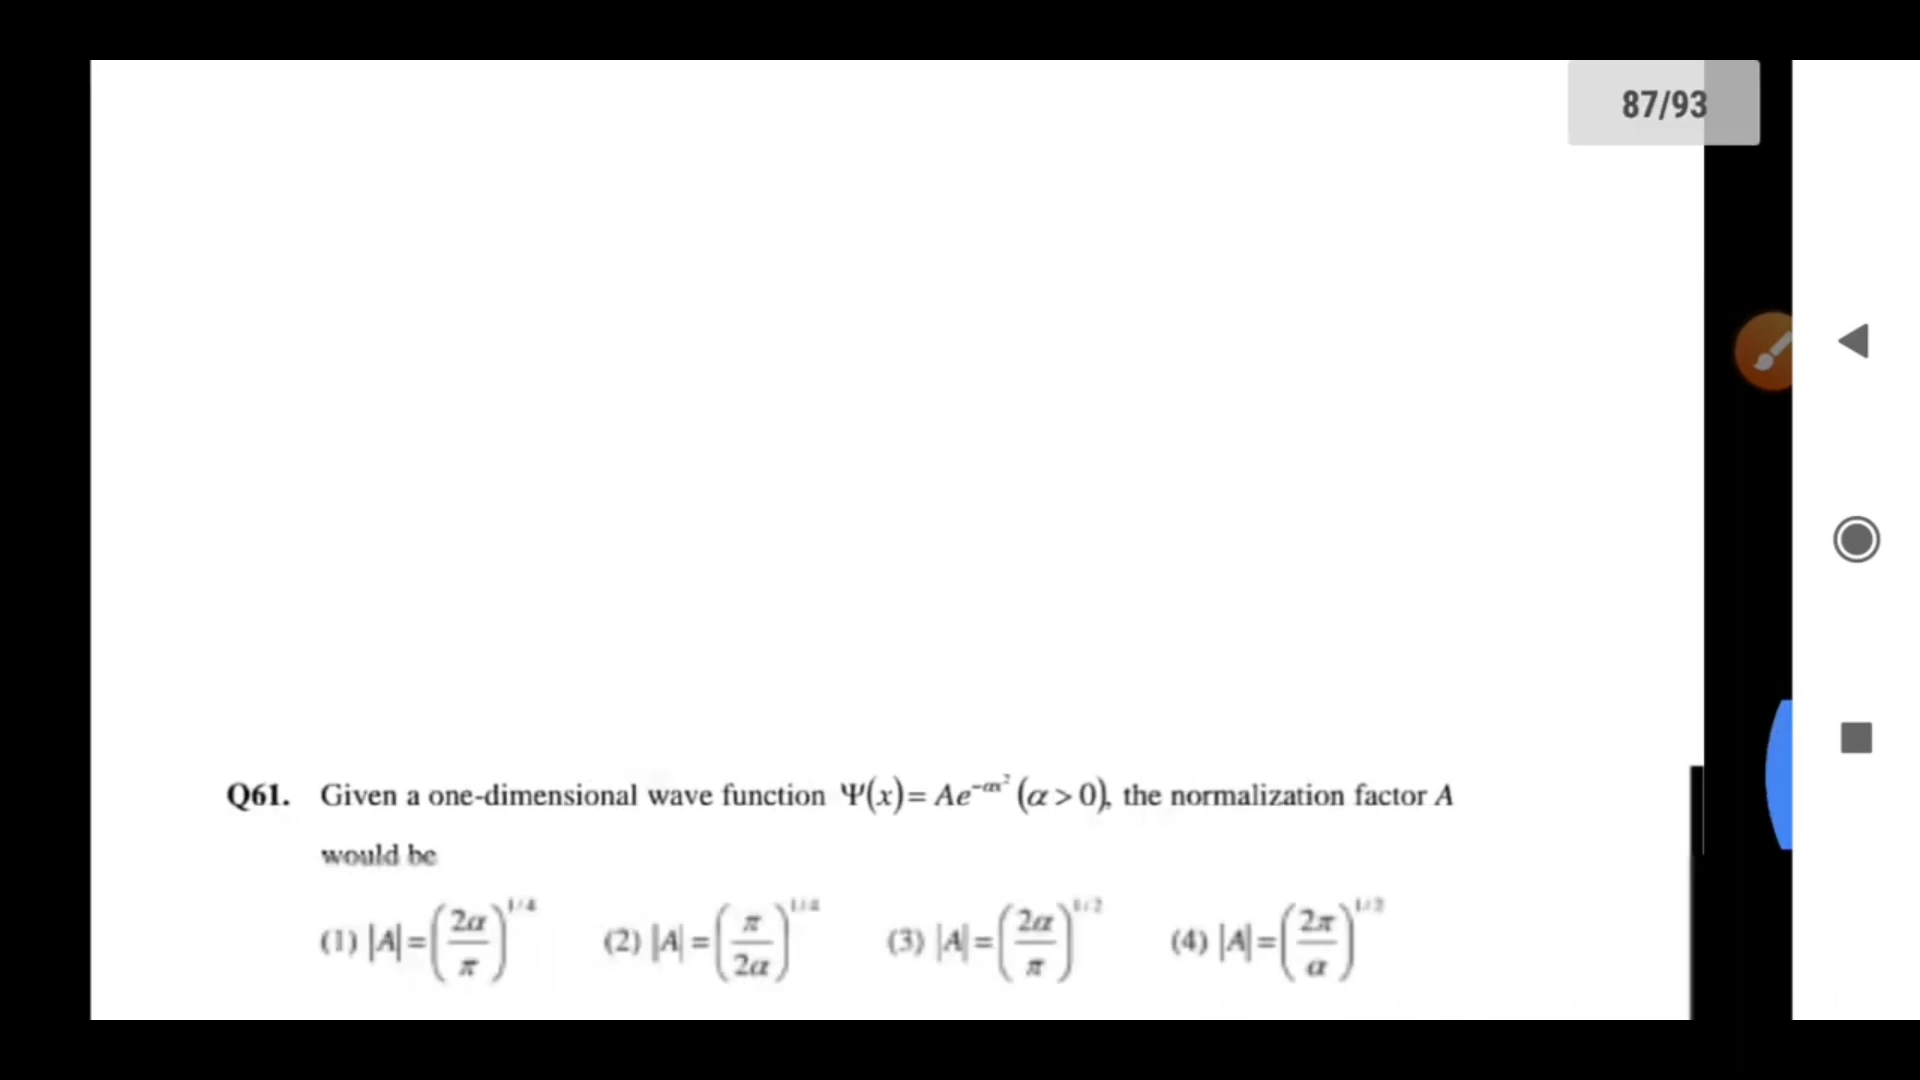 87/93
Q61. Given a one-dimensional wave function Ψ(x)= Ae^{-αx²} (α > 0), the normalization factor A
would be
(1) |A| = (2α/π)^{1/4} (2) |A| = (π/2α)^{1/4} (3) |A| = (2α/π)^{1/2} (4) |A| = (2π/α)^{1/2}